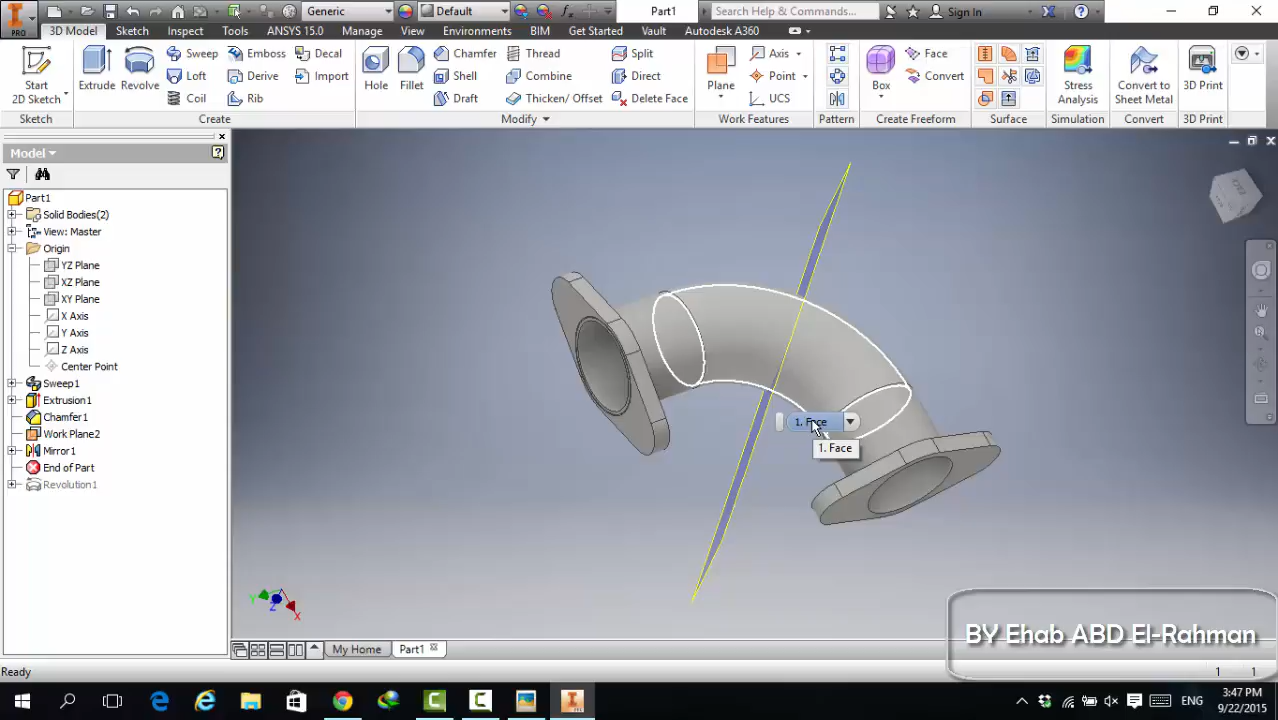 Generic
Default
Part1
Search Help & Commands...
Sign In
PRO
3D Model
Sketch
Inspect
Tools
ANSYS 15.0
Manage
View
Environments
BIM
Get Started
Vault
Autodesk A360
Start
2D Sketch
Extrude
Revolve
Sweep
Loft
Coil
Emboss
Derive
Rib
Decal
Import
Hole
Fillet
Chamfer
Shell
Draft
Thread
Combine
Thicken/ Offset
Split
Direct
Delete Face
Plane
Axis
Point
UCS
Box
Face
Convert
Stress
Analysis
Convert to
Sheet Metal
3D Print
Sketch
Create
Modify
Work Features
Pattern
Create Freeform
Surface
Simulation
Convert
3D Print
Model
Part1
Solid Bodies(2)
View: Master
Origin
YZ Plane
XZ Plane
XY Plane
X Axis
Y Axis
Z Axis
Center Point
Sweep1
Extrusion1
Chamfer1
Work Plane2
Mirror1
End of Part
Revolution1
1. Face
1. Face
Y
Z
X
BY Ehab ABD El-Rahman
My Home
Part1
Ready
1
1
ENG
3:47 PM
9/22/2015